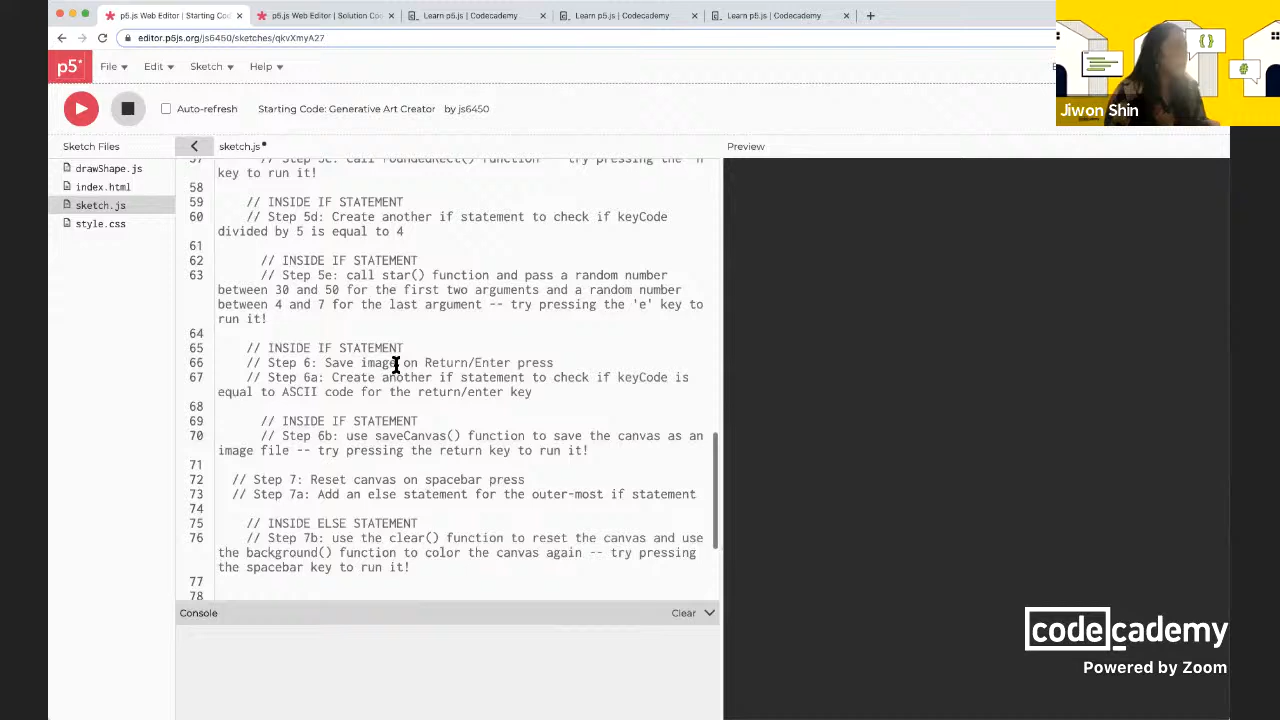 p5.js Web Editor | Starting Co
p5.js Web Editor | Solution Co
Learn p5.js | Codecademy
Learn p5.js | Codecademy
Learn p5.js | Codecademy
editor.p5js.org/js6450/sketches/qkvXmyA27
p5*
File
Edit
Sketch
Help
Auto-refresh
Starting Code: Generative Art Creator
by js6450
Jiwon Shin
{}
#
Sketch Files
sketch.js
Preview
drawShape.js
index.html
sketch.js
style.css
57 // Step 5c: Call roundedRect() function -- try pressing the 'n'
key to run it!
58
59 // INSIDE IF STATEMENT
60 // Step 5d: Create another if statement to check if keyCode
divided by 5 is equal to 4
61
62 // INSIDE IF STATEMENT
63 // Step 5e: call star() function and pass a random number
between 30 and 50 for the first two arguments and a random number
between 4 and 7 for the last argument -- try pressing the 'e' key to
run it!
64
65 // INSIDE IF STATEMENT
66 // Step 6: Save image on Return/Enter press
67 // Step 6a: Create another if statement to check if keyCode is
equal to ASCII code for the return/enter key
68
69 // INSIDE IF STATEMENT
70 // Step 6b: use saveCanvas() function to save the canvas as an
image file -- try pressing the return key to run it!
71
72 // Step 7: Reset canvas on spacebar press
73 // Step 7a: Add an else statement for the outer-most if statement
74
75 // INSIDE ELSE STATEMENT
76 // Step 7b: use the clear() function to reset the canvas and use
the background() function to color the canvas again -- try pressing
the spacebar key to run it!
77
78
Console
Clear
codecademy
Powered by Zoom